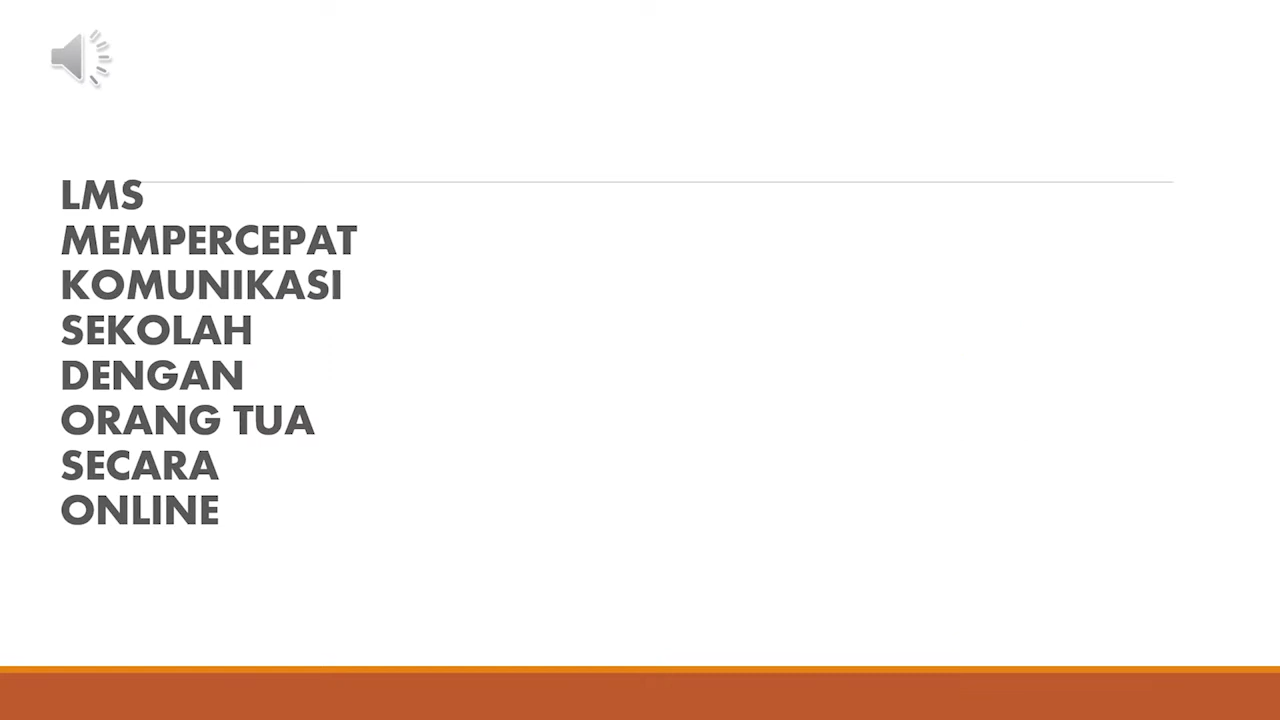 LMS
MEMPERCEPAT
KOMUNIKASI
SEKOLAH
DENGAN
ORANG TUA
SECARA
ONLINE